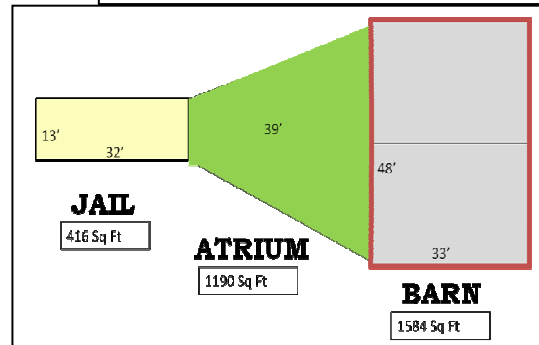 13’
32’
39’
48’
33’
JAIL
416 Sq Ft
ATRIUM
1190 Sq Ft
BARN
1584 Sq Ft